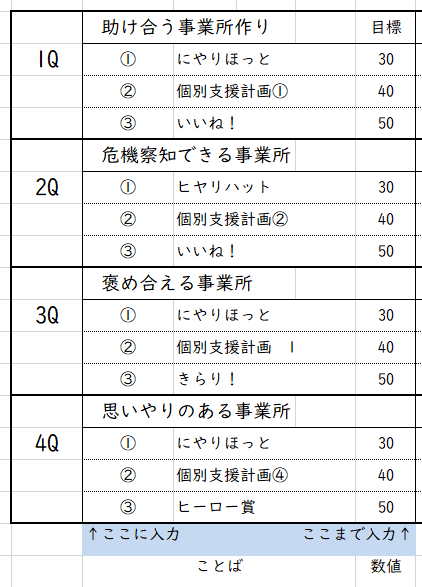 助け合う事業所作り 目標
1Q ① にやりほっと 30
② 個別支援計画① 40
③ いいね！ 50
危機察知できる事業所
2Q ① ヒヤリハット 30
② 個別支援計画② 40
③ いいね！ 50
褒め合える事業所
3Q ① にやりほっと 30
② 個別支援計画　1 40
③ きらり！ 50
思いやりのある事業所
4Q ① にやりほっと 30
② 個別支援計画④ 40
③ ヒーロー賞 50
↑ここに入力 ここまで入力↑
ことば 数値